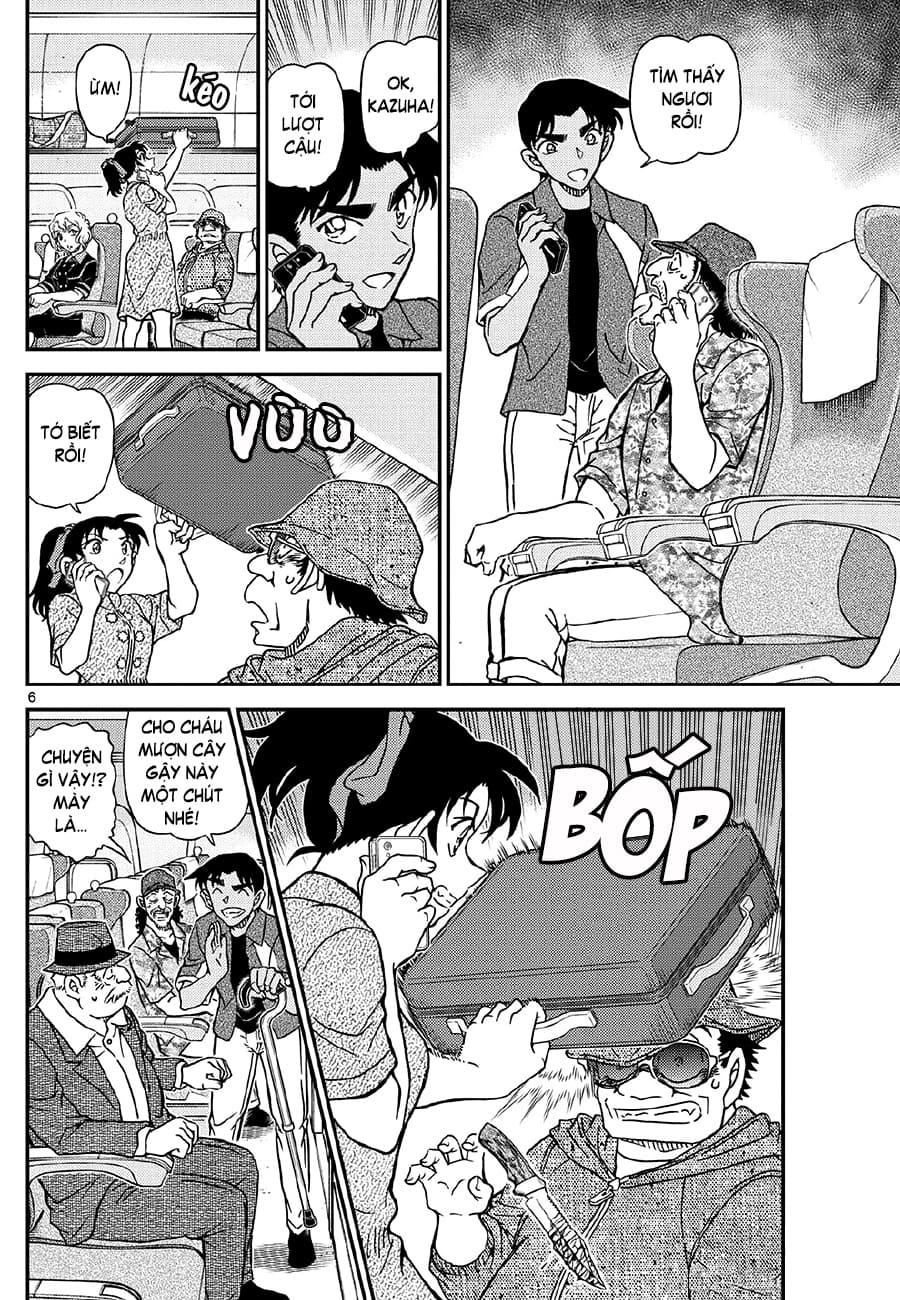 TÌM THẤY
NGƯƠI
RỒI!
OK,
KAZUHA!
TỚI
LƯỢT
CẬU!
ỪM!
kéo
TỚ BIẾT
RỒI!
VÙÙ
6
CHO CHÁU
MƯỢN CÂY
GẬY NÀY
MỘT CHÚT
NHÉ!
CHUYỆN
GÌ VẬY!?
MÀY
LÀ...
BỐP